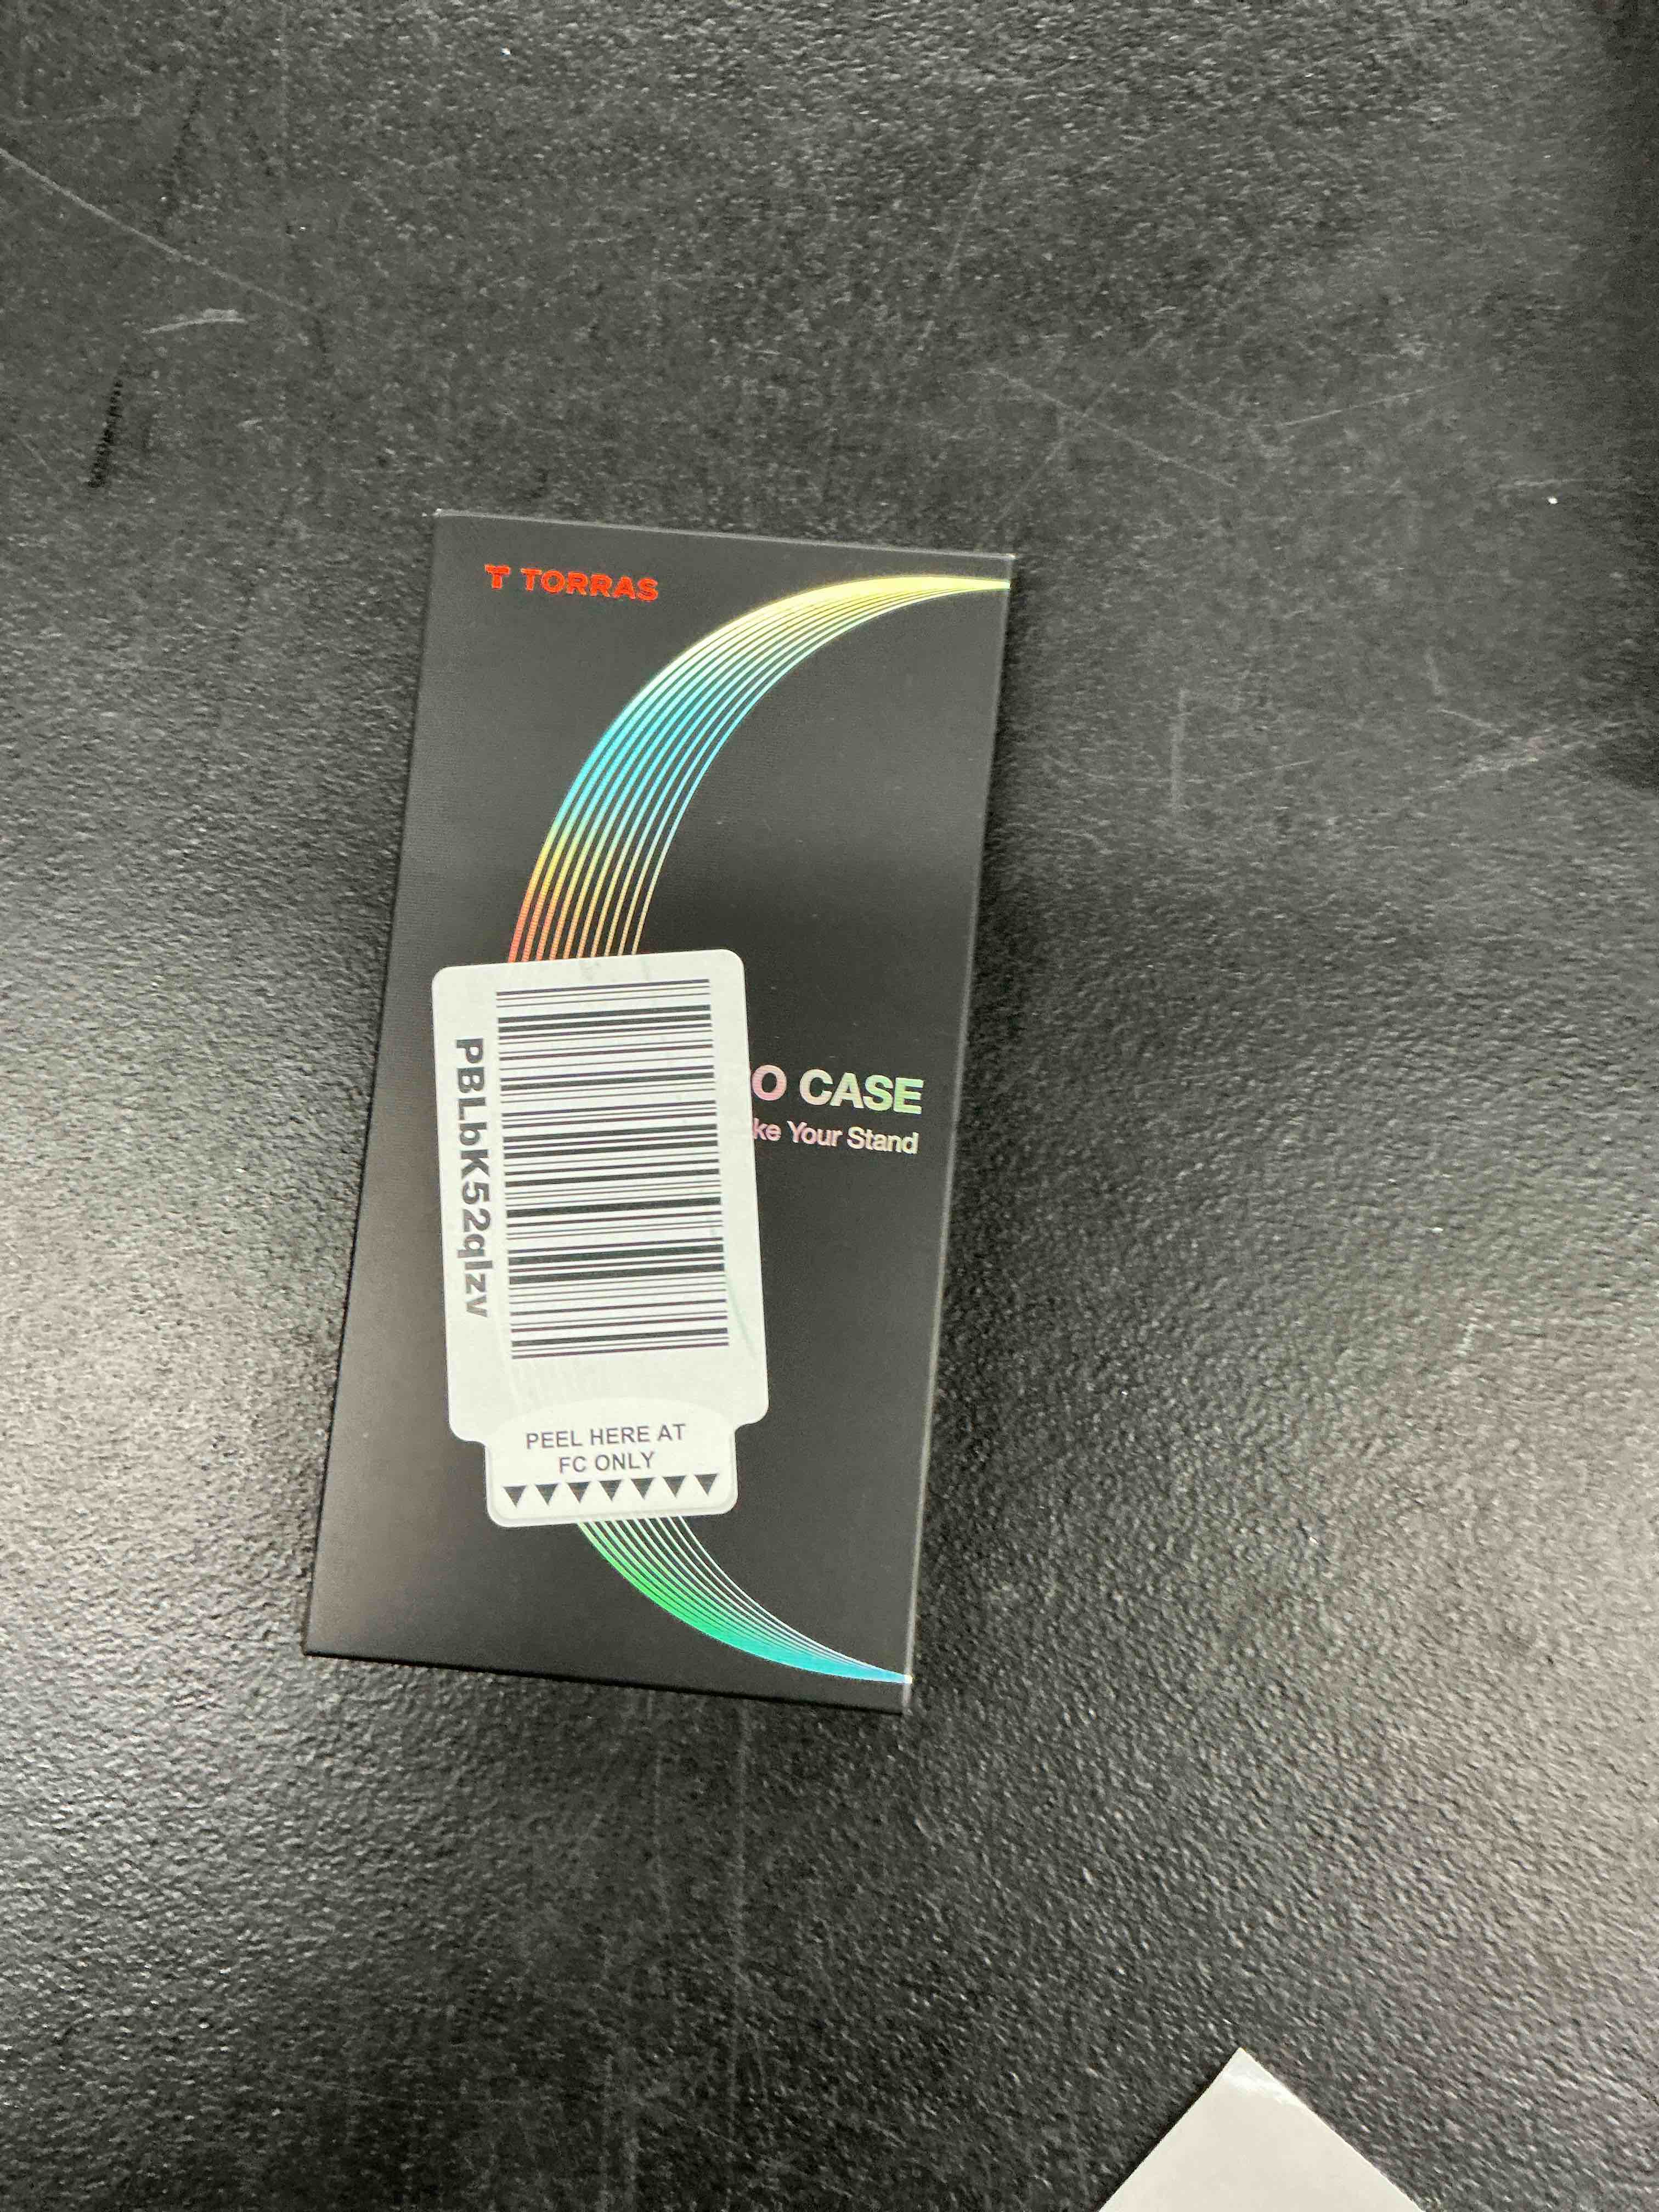 TORRAS
O CASE
ke Your Stand
PBLbK52qlzv
PEEL HERE AT
FC ONLY